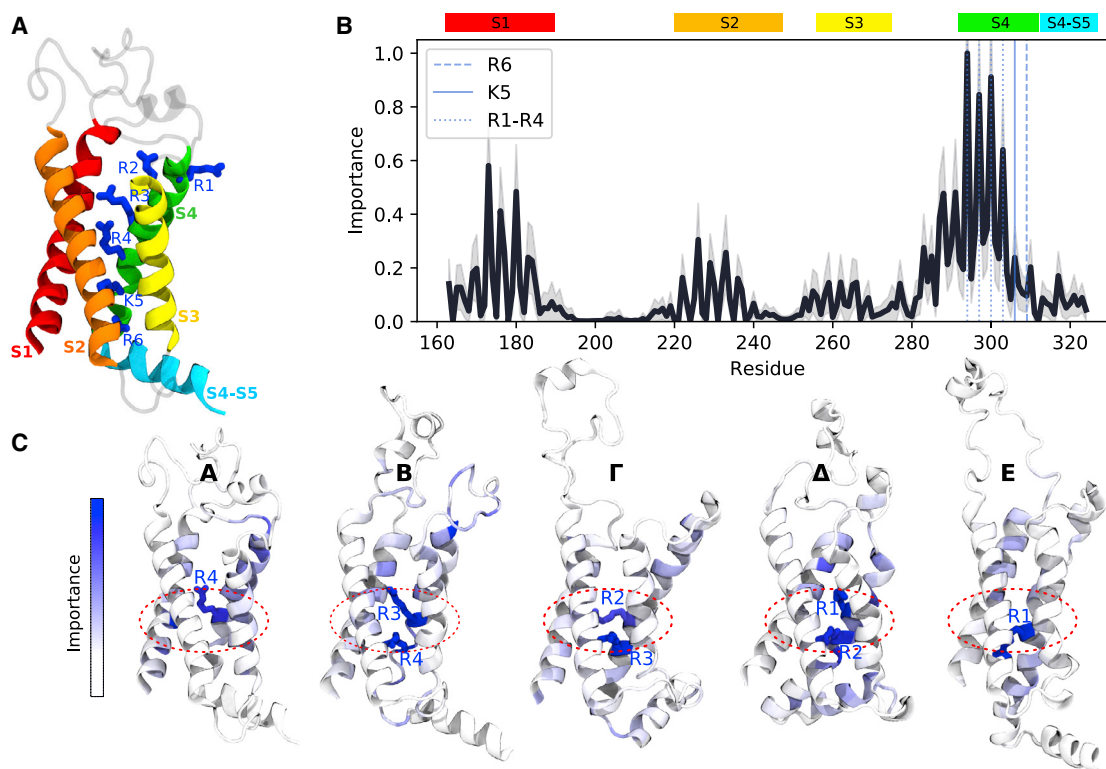 A
R2
R1
R3
S4
R4
K5
S3
R6
S1
S2
S4-S5
B
S1
S2
S3
S4
S4-S5
R6
K5
R1-R4
Importance
1.0
0.8
0.6
0.4
0.2
0.0
160 180 200 220 240 260 280 300 320
Residue
C
Importance
Α
R4
Β
R3
R4
Γ
R2
R3
Δ
R1
R2
Ε
R1